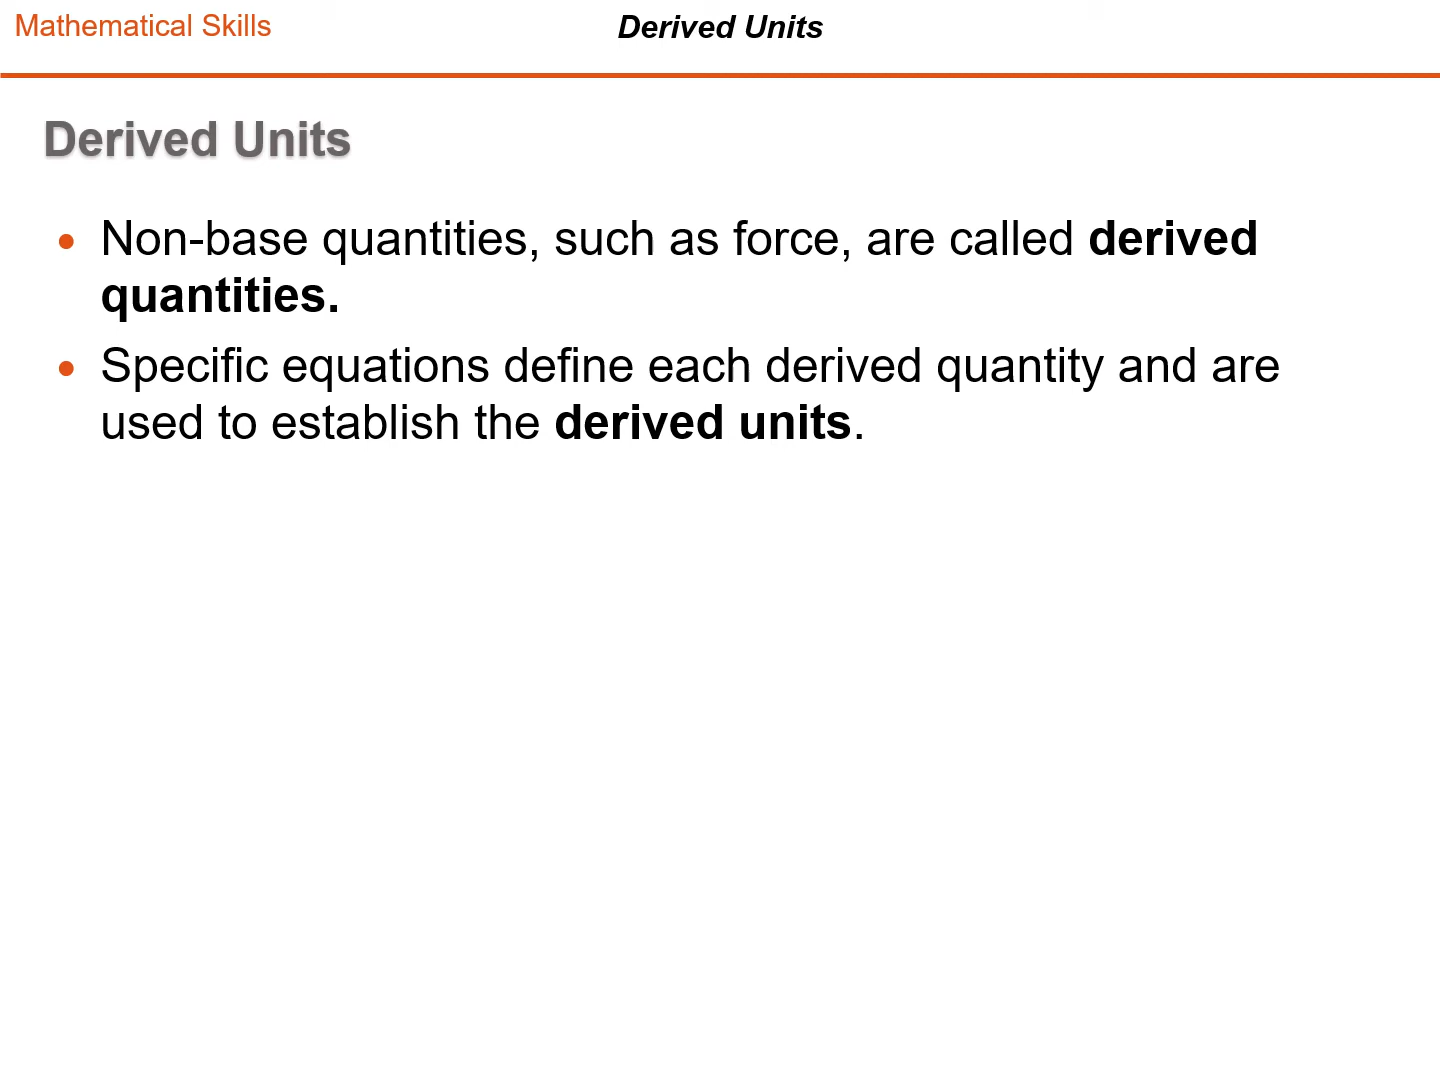 Mathematical Skills
Derived Units
Derived Units
• Non-base quantities, such as force, are called derived
quantities.
• Specific equations define each derived quantity and are
used to establish the derived units.